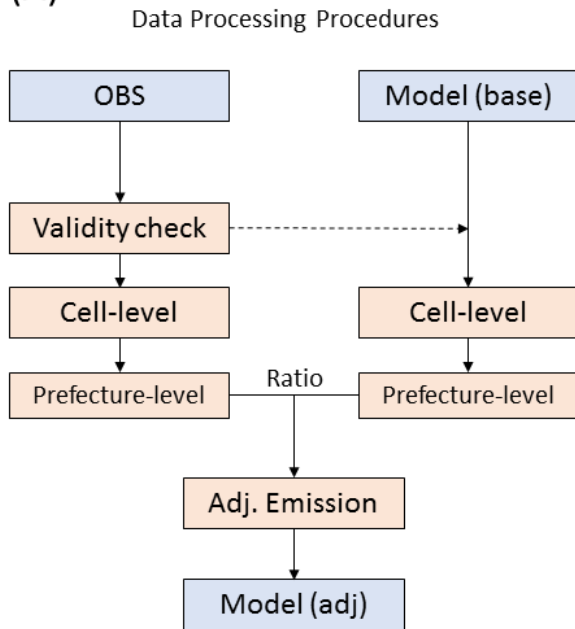 Data Processing Procedures
OBS
Model (base)
Validity check
Cell-level
Cell-level
Ratio
Prefecture-level
Prefecture-level
Adj. Emission
Model (adj)